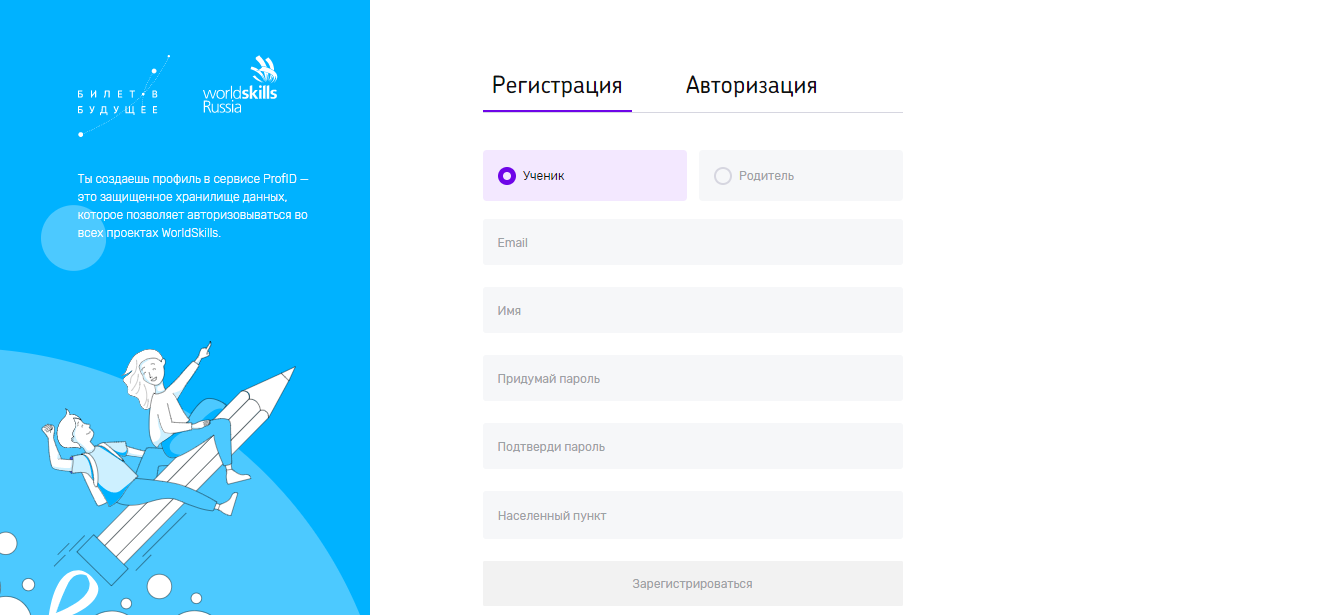 БИЛЕТ В
БУДУЩЕЕ
worldskills
Russia
Ты создаешь профиль в сервисе ProfID —
это защищенное хранилище данных,
которое позволяет авторизовываться во
всех проектах WorldSkills.
Регистрация
Авторизация
Ученик
Родитель
Email
Имя
Придумай пароль
Подтверди пароль
Населенный пункт
Зарегистрироваться